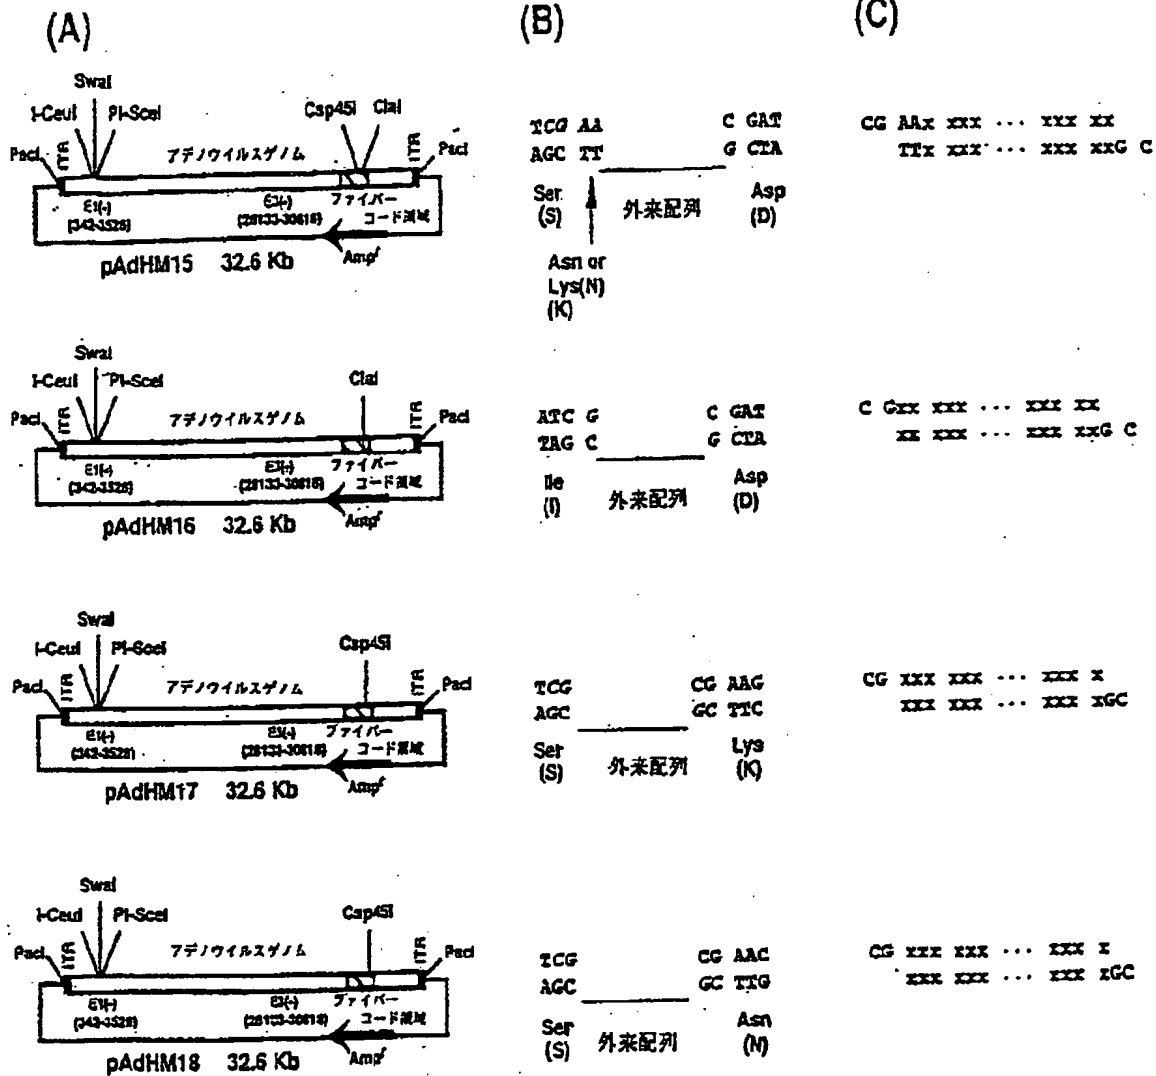 (A)
(B)
(C)
SwaI
I-CeuI PI-SceI
Csp45I ClaI
PacI ITR アデノウイルスゲノム ITR PacI
E1(-) E3(-) ファイバー
(342-3526) (28133-30818) コード領域
Ampʳ
pAdHM15 32.6 Kb
TCG AA C GAT
AGC TT G CTA
Ser 外来配列 Asp
(S) (D)
Asn or
Lys(N)
(K)
CG AAx xxx ... xxx xx
TTx xxx ... xxx xxG C
SwaI
I-CeuI PI-SceI
ClaI
PacI ITR アデノウイルスゲノム ITR PacI
E1(-) E3(-) ファイバー
(342-3526) (28133-30818) コード領域
Ampʳ
pAdHM16 32.6 Kb
ATC G C GAT
TAG C G CTA
Ile 外来配列 Asp
(I) (D)
C Gxx xxx ... xxx xx
xx xxx ... xxx xxG C
SwaI
I-CeuI PI-SceI
Csp45I
PacI ITR アデノウイルスゲノム ITR PacI
E1(-) E3(-) ファイバー
(342-3526) (28133-30818) コード領域
Ampʳ
pAdHM17 32.6 Kb
TCG CG AAG
AGC GC TTC
Ser 外来配列 Lys
(S) (K)
CG xxx xxx ... xxx x
xxx xxx ... xxx xGC
SwaI
I-CeuI PI-SceI
Csp45I
PacI ITR アデノウイルスゲノム ITR PacI
E1(-) E3(-) ファイバー
(342-3526) (28133-30818) コード領域
Ampʳ
pAdHM18 32.6 Kb
TCG CG AAC
AGC GC TTG
Ser 外来配列 Asn
(S) (N)
CG xxx xxx ... xxx x
xxx xxx ... xxx xGC